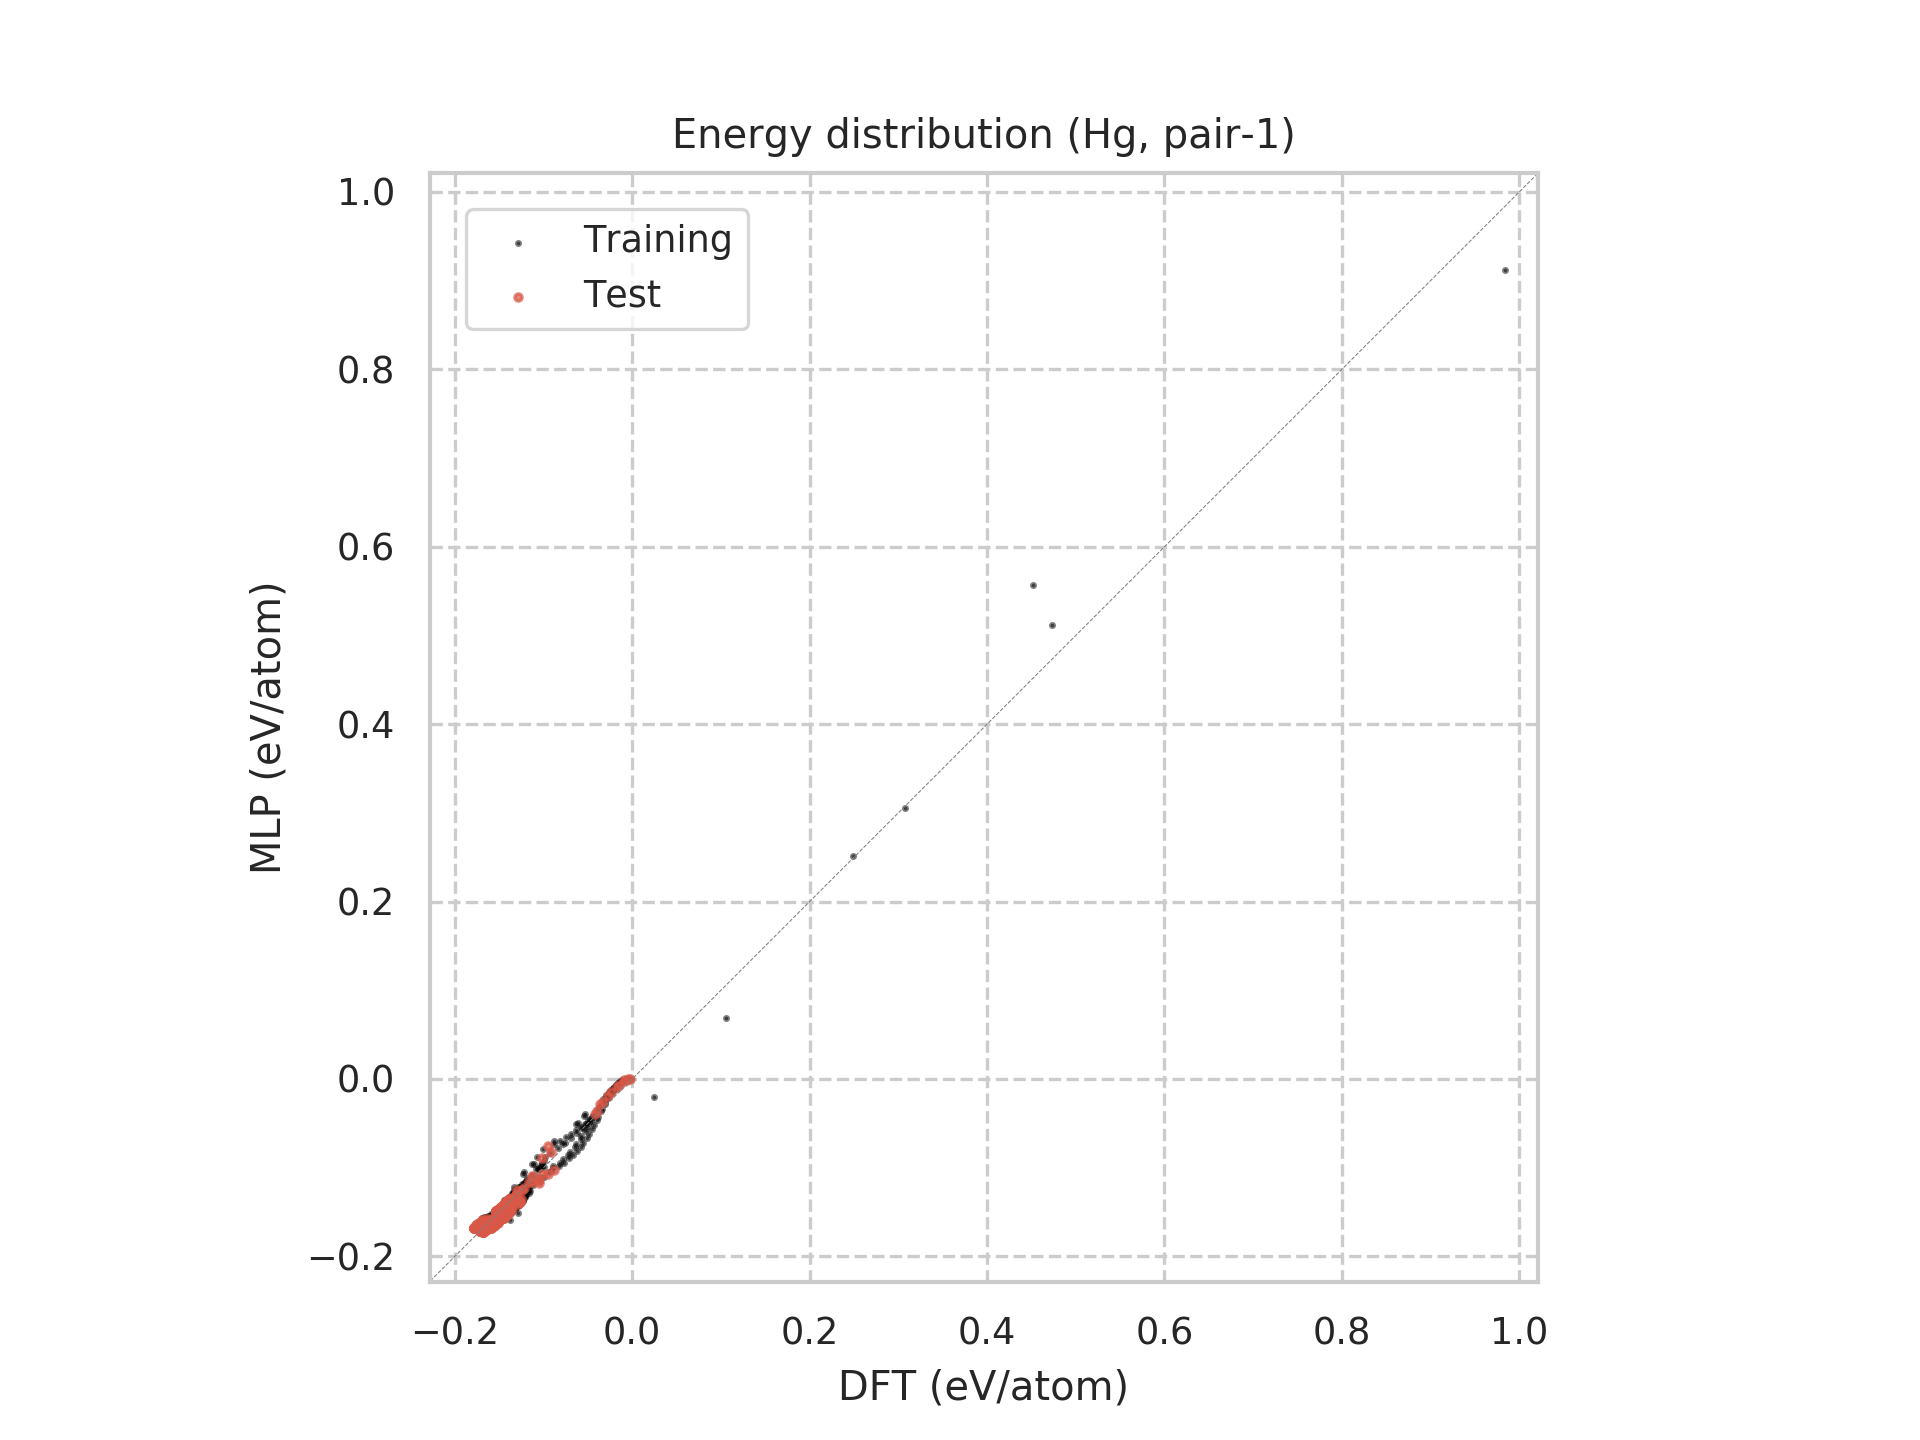 Energy distribution (Hg, pair-1)
1.0
0.8
0.6
0.4
0.2
0.0
−0.2
MLP (eV/atom)
Training
Test
−0.2 0.0 0.2 0.4 0.6 0.8 1.0
DFT (eV/atom)